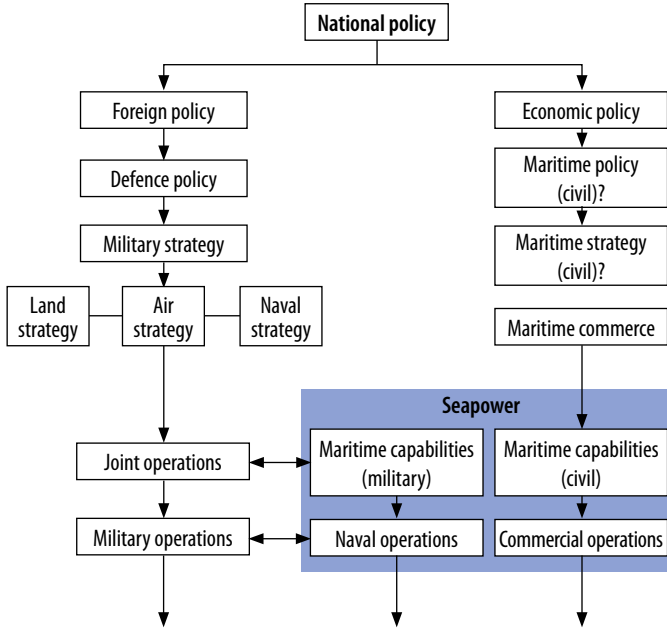 National policy
Foreign policy
Economic policy
Defence policy
Maritime policy
(civil)?
Military strategy
Maritime strategy
(civil)?
Land
strategy
Air
strategy
Naval
strategy
Maritime commerce
Seapower
Joint operations
Maritime capabilities
(military)
Maritime capabilities
(civil)
Military operations
Naval operations
Commercial operations